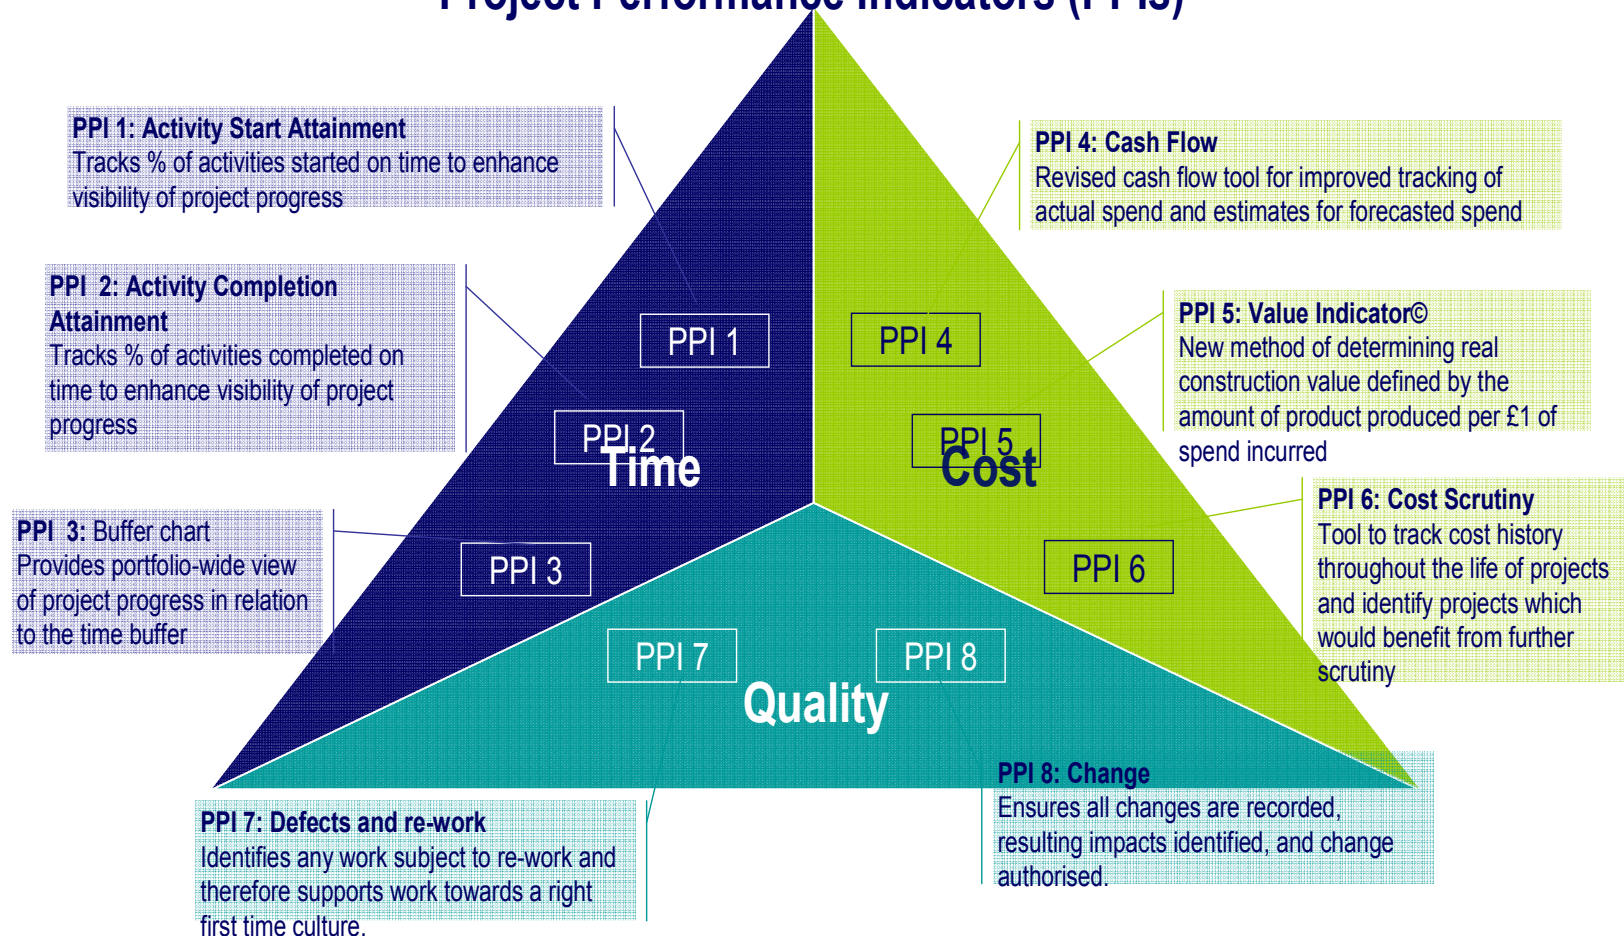 Project Performance Indicators (PPIs)
PPI 1: Activity Start Attainment
Tracks % of activities started on time to enhance
visibility of project progress
PPI  2: Activity Completion
Attainment
Tracks % of activities completed on
time to enhance visibility of project
progress
PPI  3: Buffer chart
Provides portfolio-wide view
of project progress in relation
to the time buffer
PPI 1
PPI 2
Time
PPI 3
PPI 4
PPI 5
Cost
PPI 6
PPI 7
PPI 8
Quality
PPI 4: Cash Flow
Revised cash flow tool for improved tracking of
actual spend and estimates for forecasted spend
PPI 5: Value Indicator©
New method of determining real
construction value defined by the
amount of product produced per £1 of
spend incurred
PPI 6: Cost Scrutiny
Tool to track cost history
throughout the life of projects
and identify projects which
would benefit from further
scrutiny
PPI 7: Defects and re-work
Identifies any work subject to re-work and
therefore supports work towards a right
first time culture.
PPI 8: Change
Ensures all changes are recorded,
resulting impacts identified, and change
authorised.